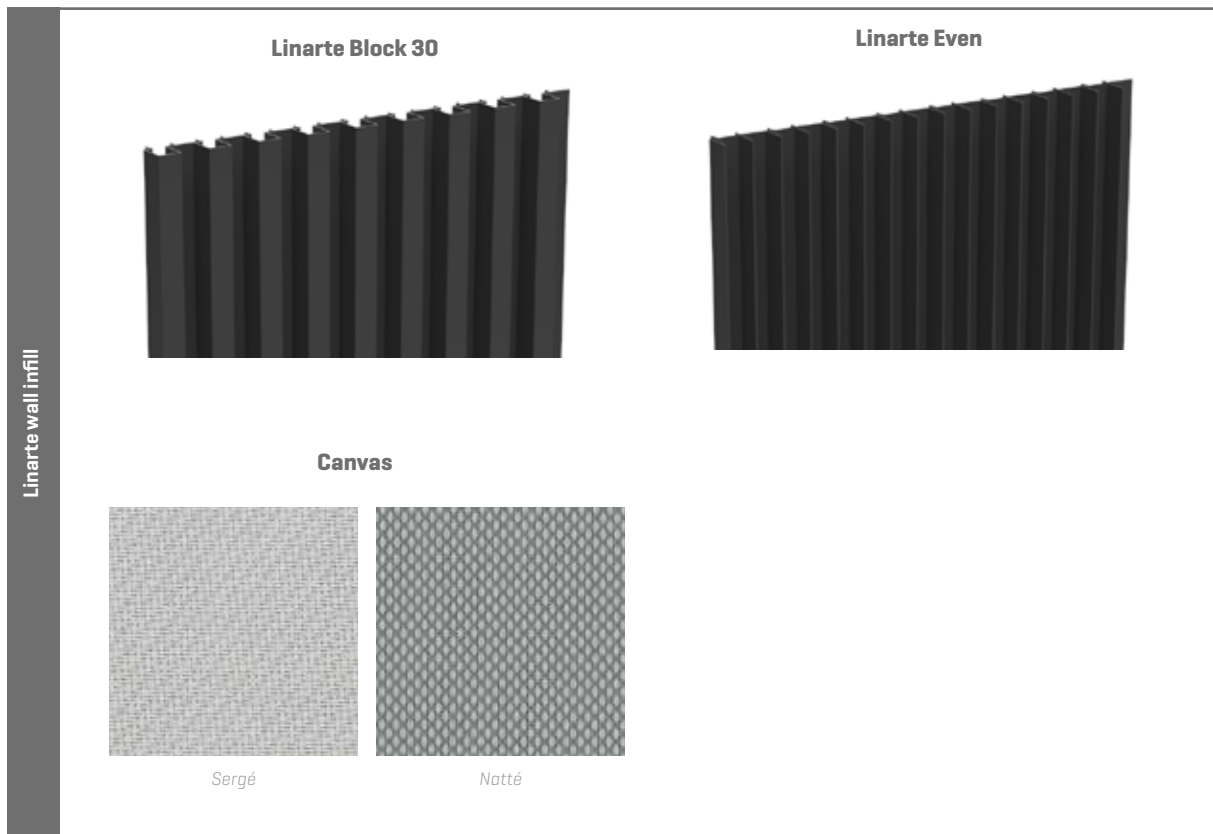 Linarte wall infill
Linarte Block 30
Linarte Even
Canvas
Sergé
Natté